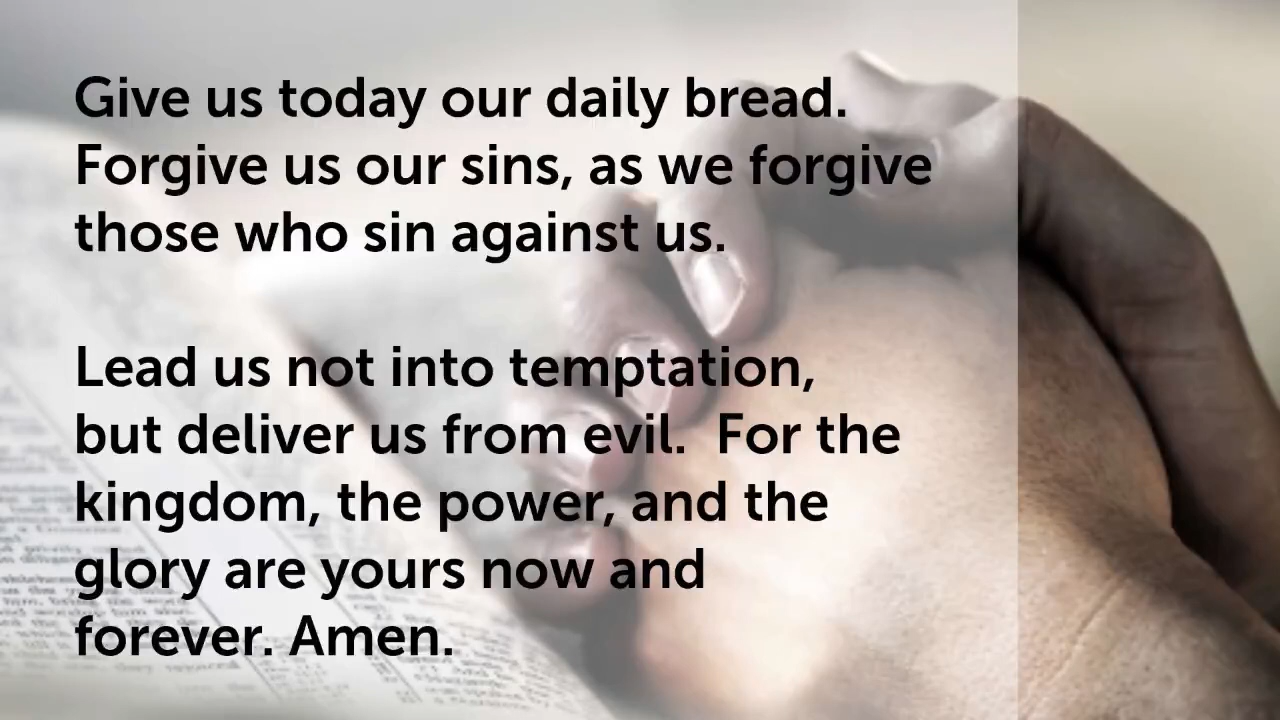 Give us today our daily bread.
Forgive us our sins, as we forgive
those who sin against us.
Lead us not into temptation,
but deliver us from evil.  For the
kingdom, the power, and the
glory are yours now and
forever. Amen.